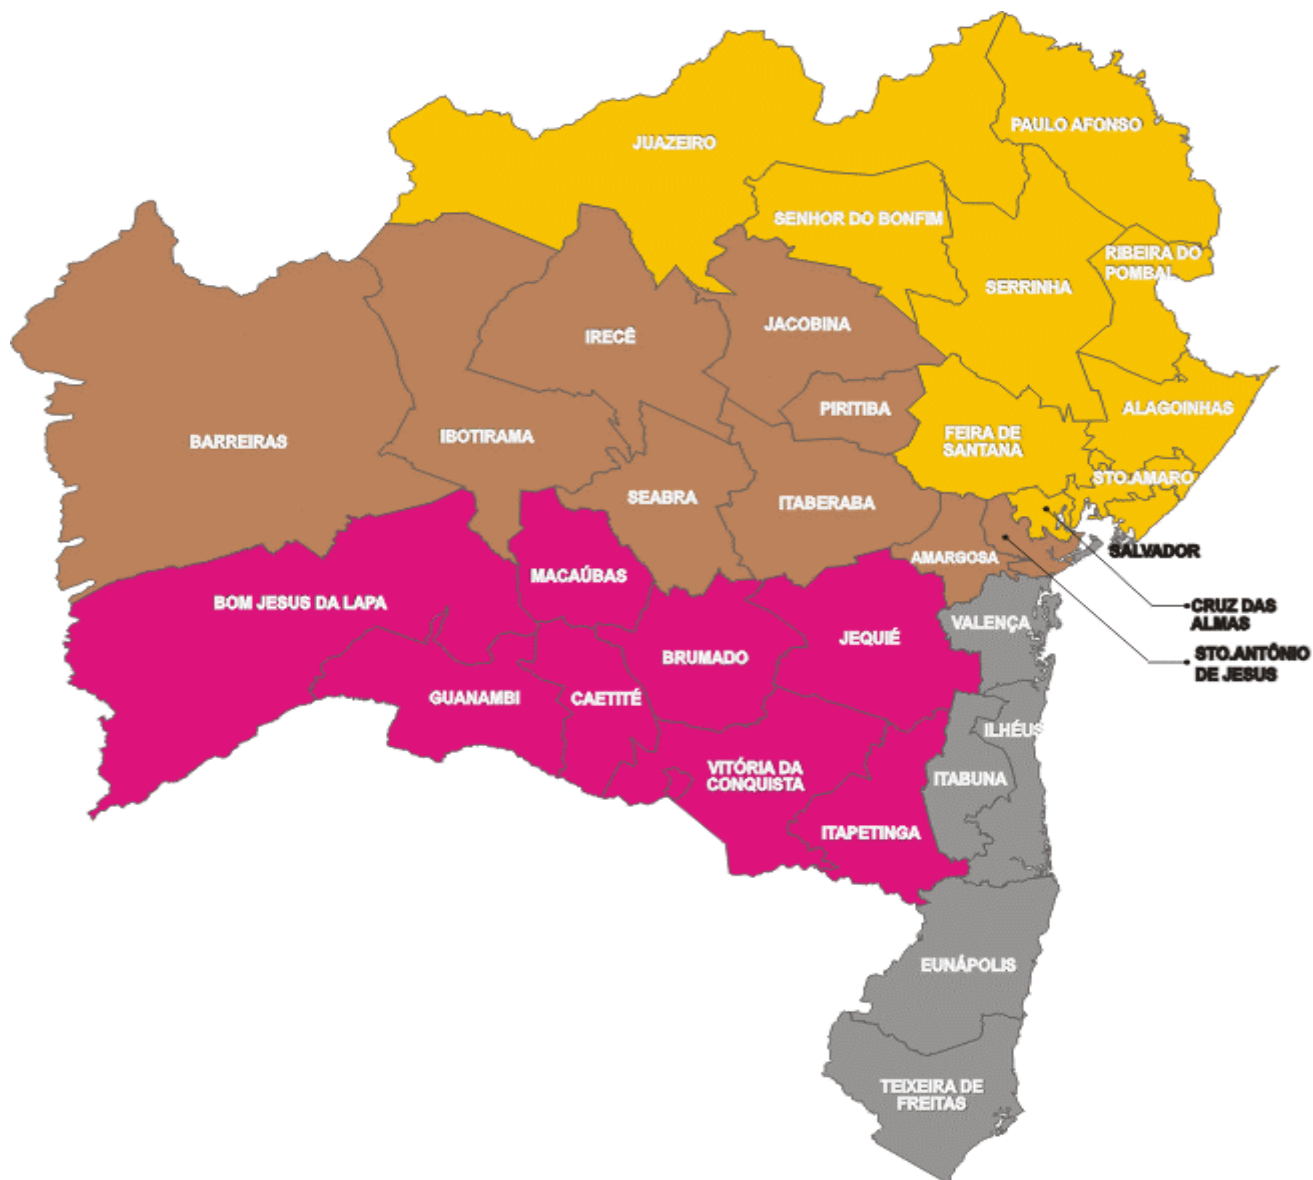 PAULO AFONSO
JUAZEIRO
SENHOR DO BONFIM
RIBEIRA DO
POMBAL
SERRINHA
JACOBINA
IRECÊ
PIRITIBA
ALAGOINHAS
BARREIRAS
IBOTIRAMA
FEIRA DE
SANTANA
STO.AMARO
SEABRA
ITABERABA
SALVADOR
AMARGOSA
MACAÚBAS
BOM JESUS DA LAPA
CRUZ DAS
ALMAS
VALENÇA
JEQUIÉ
BRUMADO
STO.ANTÔNIO
DE JESUS
GUANAMBI
CAETITÉ
ILHÉUS
VITÓRIA DA
CONQUISTA
ITABUNA
ITAPETINGA
EUNÁPOLIS
TEIXEIRA DE
FREITAS